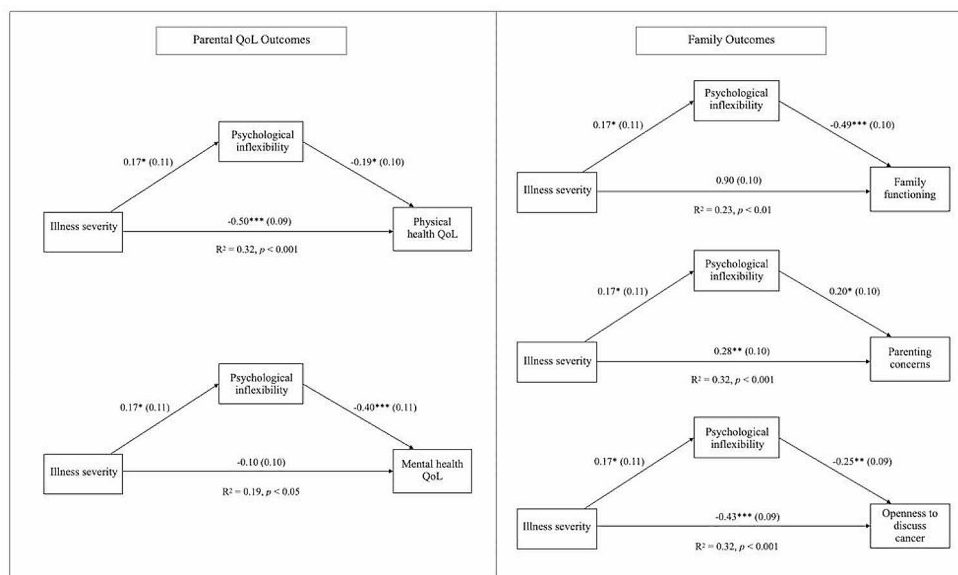 Parental QoL Outcomes
Psychological
inflexibility
0.17* (0.11)
-0.19* (0.10)
Illness severity
-0.50*** (0.09)
Physical
health QoL
R² = 0.32, p < 0.001
Psychological
inflexibility
0.17* (0.11)
-0.40*** (0.11)
Illness severity
-0.10 (0.10)
Mental health
QoL
R² = 0.19, p < 0.05
Family Outcomes
Psychological
inflexibility
0.17* (0.11)
-0.49*** (0.10)
Illness severity
0.90 (0.10)
Family
functioning
R² = 0.23, p < 0.01
Psychological
inflexibility
0.17* (0.11)
0.20* (0.10)
Illness severity
0.28** (0.10)
Parenting
concerns
R² = 0.32, p < 0.001
Psychological
inflexibility
0.17* (0.11)
-0.25** (0.09)
Illness severity
-0.43*** (0.09)
Openness to
discuss
cancer
R² = 0.32, p < 0.001